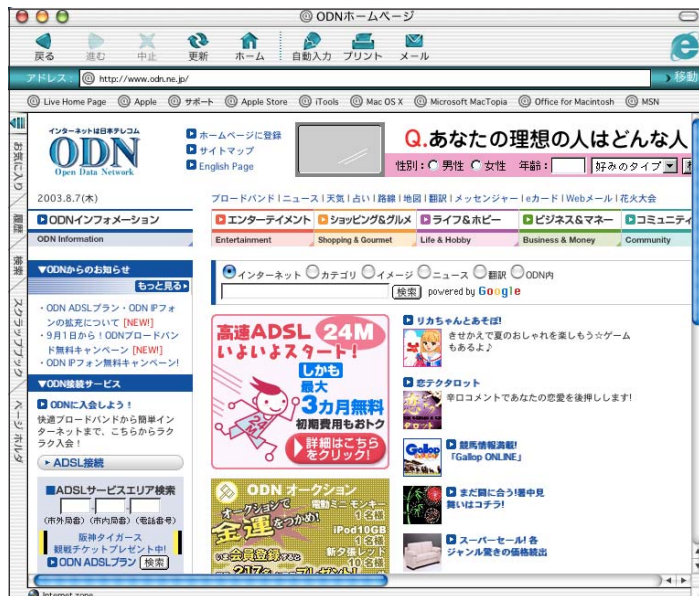 ODNホームページ
戻る 進む 中止 更新 ホーム 自動入力 プリント メール
アドレス: http://www.odn.ne.jp/ 移動
Live Home Page Apple サポート Apple Store iTools Mac OS X Microsoft MacTopia Office for Macintosh MSN
お気に入り
履歴
検索
スクラップブック
ページ ホルダ
インターネットは日本テレコム
ODN
Open Data Network
ホームページに登録
サイトマップ
English Page
Q.あなたの理想の人はどんな人
性別: 男性 女性 年齢: 好みのタイプ
2003.8.7(木)
ブロードバンド|ニュース|天気|占い|路線|地図|翻訳|メッセンジャー|eカード|Webメール|花火大会
ODNインフォメーション エンターテイメント ショッピング&グルメ ライフ&ホビー ビジネス&マネー コミュニティ
ODN Information Entertainment Shopping & Gourmet Life & Hobby Business & Money Community
▼ODNからのお知らせ
もっと見る
・ODN ADSLプラン・ODN IPフォ
ンの拡充について [NEW!]
・9月1日から!ODNブロードバン
ド無料キャンペーン [NEW!]
・ODN IPフォン無料キャンペーン!
▼ODN接続サービス
ODNに入会しよう!
快適ブロードバンドから簡単イン
ターネットまで、こちらからラク
ラク入会!
ADSL接続
■ADSLサービスエリア検索
(市外局番) (市内局番) (電話番号)
阪神タイガース
観戦チケットプレゼント中!
ODN ADSLプラン 検索
インターネット カテゴリ イメージ ニュース 翻訳 ODN内
検索 powered by Google
高速ADSL 24M
いよいよスタート!
しかも
最大
3カ月無料
初期費用もおトク
詳細はこちら
をクリック!
24M
ODN オークション
オークションで
金運をつかめ!
電動ミニ モンキー
1名様
iPod10GB
1名様
新夕張レッド
10名様
いま会員登録すると
217名
プレゼント!
リカちゃんとあそぼ!
きせかえで夏のおしゃれを楽しもう☆ゲーム
もあるよ♪
恋テクタロット
辛口コメントであなたの恋愛を後押しします!
恋占い
タロット
Gallop
ONLINE
競馬情報満載!
「Gallop ONLINE」
まだ間に合う!暑中見
舞いはコチラ!
スーパーセール! 各
ジャンル驚きの価格続出
Internet zone